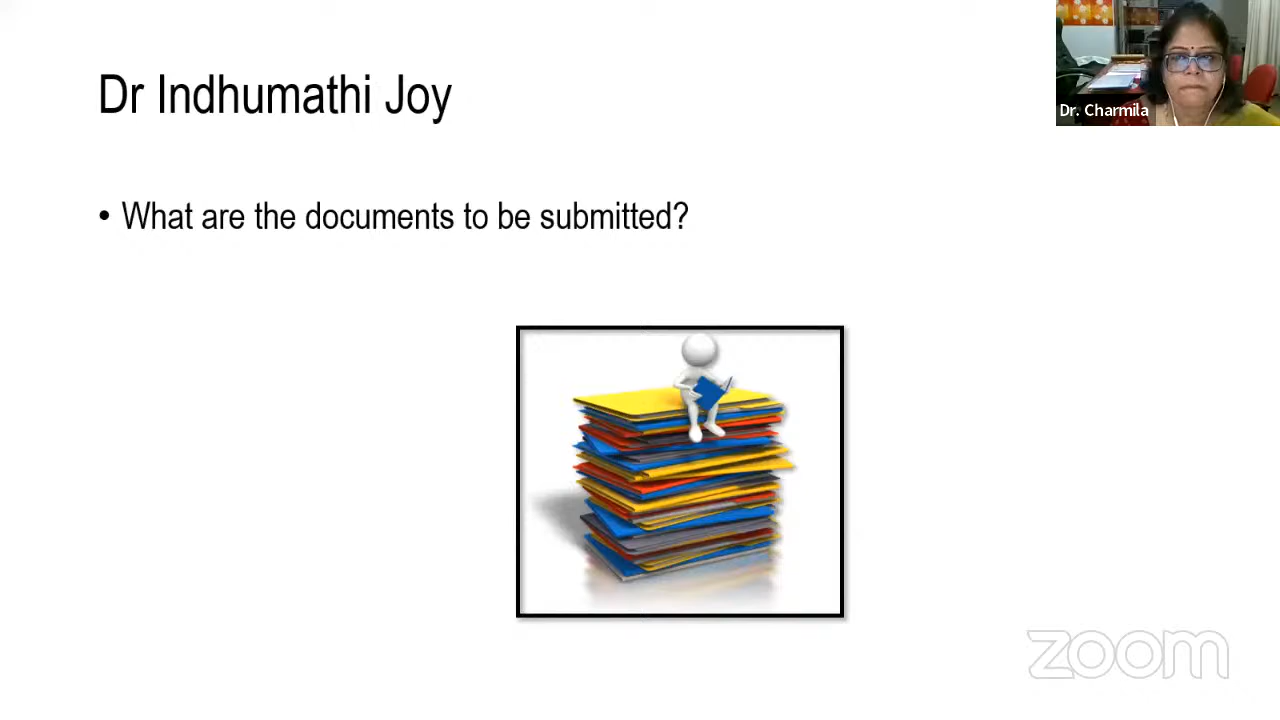 Dr Indhumathi Joy
Dr. Charmila
• What are the documents to be submitted?
zoom